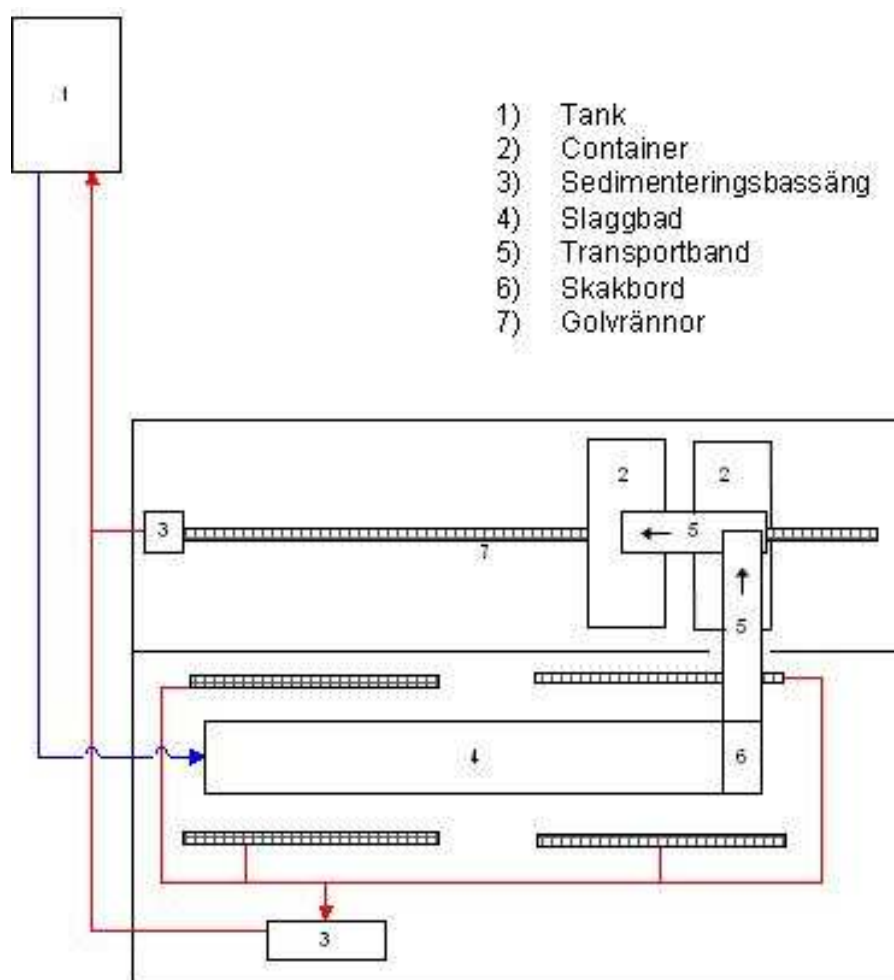 1
1) Tank
2) Container
3) Sedimenteringsbassäng
4) Slaggbad
5) Transportband
6) Skakbord
7) Golvrännor
2 2
3 5
7
5
4 6
3